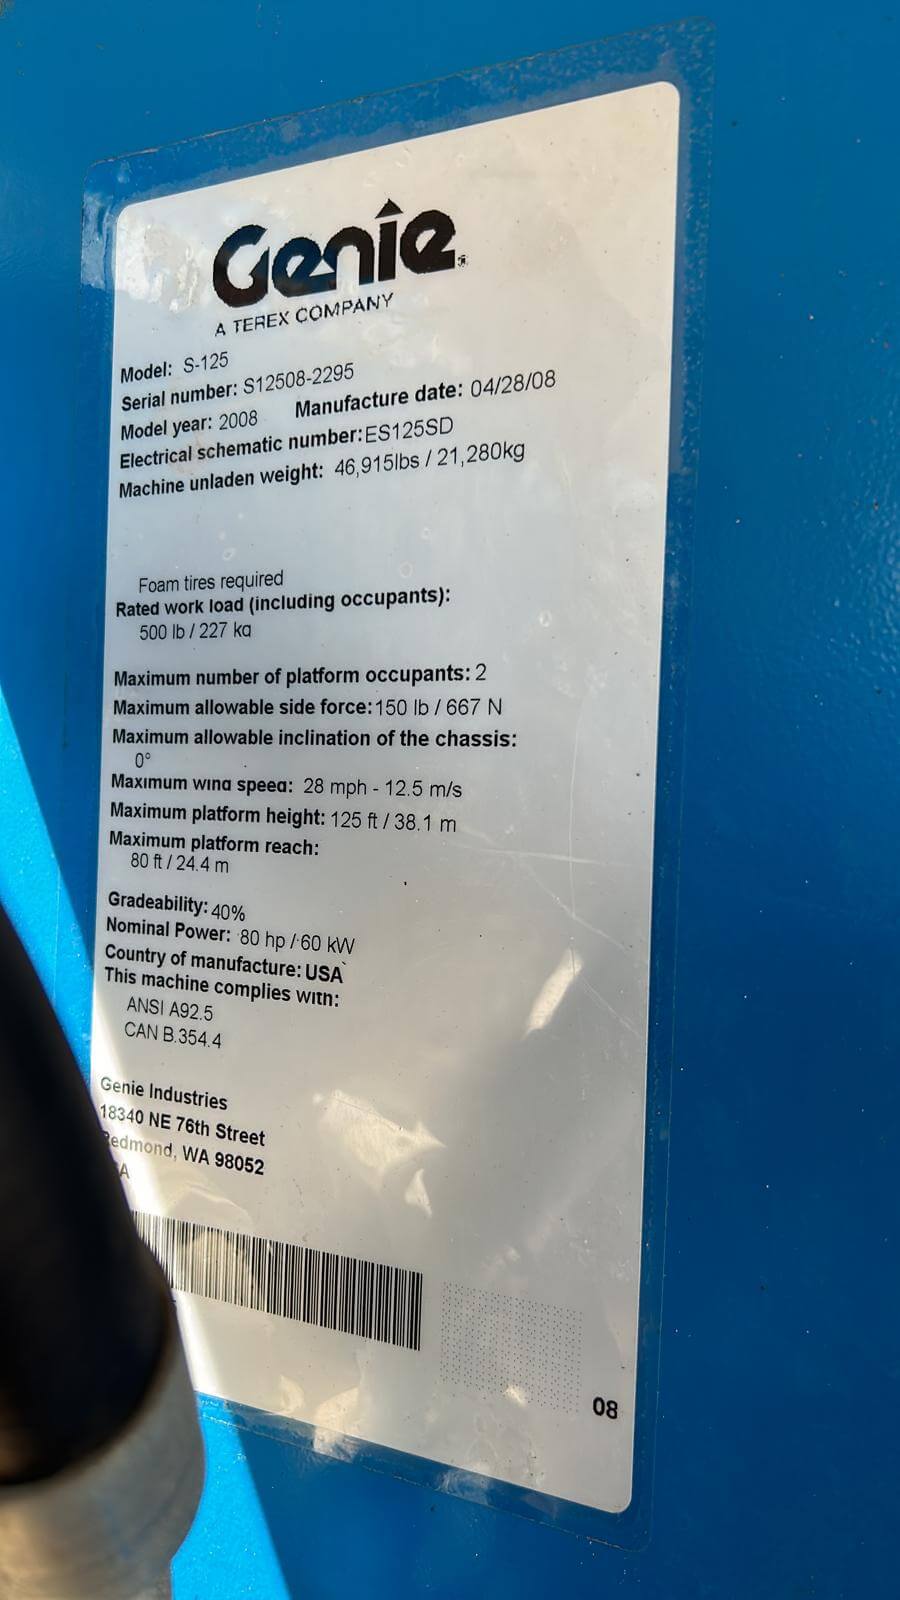 Genie
A TEREX COMPANY
Model: S-125
Serial number: S12508-2295
Model year: 2008 Manufacture date: 04/28/08
Electrical schematic number: ES125SD
Machine unladen weight: 46,915lbs / 21,280kg
Foam tires required
Rated work load (including occupants):
500 lb / 227 kg
Maximum number of platform occupants: 2
Maximum allowable side force: 150 lb / 667 N
Maximum allowable inclination of the chassis:
0°
Maximum wind speed: 28 mph - 12.5 m/s
Maximum platform height: 125 ft / 38.1 m
Maximum platform reach:
80 ft / 24.4 m
Gradeability: 40%
Nominal Power: 80 hp / 60 kW
Country of manufacture: USA
This machine complies with:
ANSI A92.5
CAN B.354.4
Genie Industries
18340 NE 76th Street
Redmond, WA 98052
08